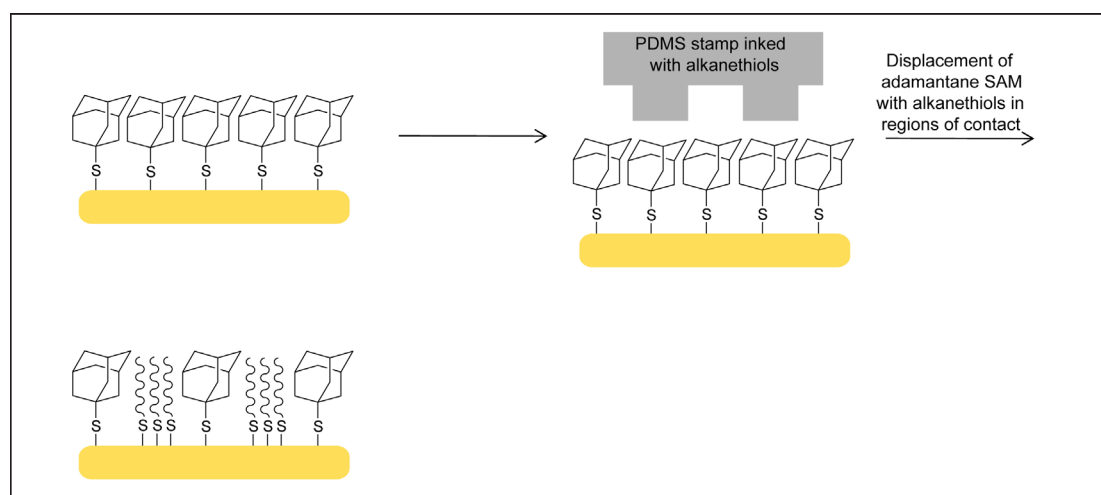 PDMS stamp inked
with alkanethiols
Displacement of
adamantane SAM
with alkanethiols in
regions of contact
S S S S S
S S S S S
S S S S S S S S S